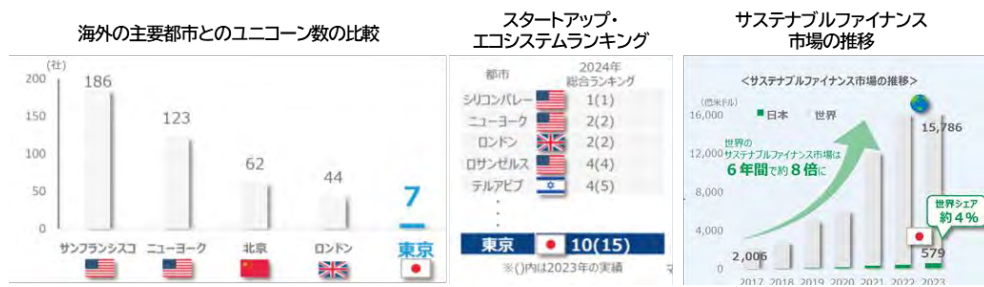 海外の主要都市とのユニコーン数の比較
(社)
200
150
100
50
0
186
123
62
44
7
サンフランシスコ
ニューヨーク
北京
ロンドン
東京
スタートアップ・
エコシステムランキング
都市
2024年
総合ランキング
シリコンバレー 1(1)
ニューヨーク 2(2)
ロンドン 2(2)
ロサンゼルス 4(4)
テルアビブ 4(5)
東京 10(15)
※()内は2023年の実績
サステナブルファイナンス
市場の推移
<サステナブルファイナンス市場の推移>
(億米ドル)
日本 世界
16,000
12,000
8,000
4,000
0
15,786
世界の
サステナブルファイナンス市場は
6年間で約8倍に
世界シェア
約4%
2,006
579
2017 2018 2019 2020 2021 2022 2023